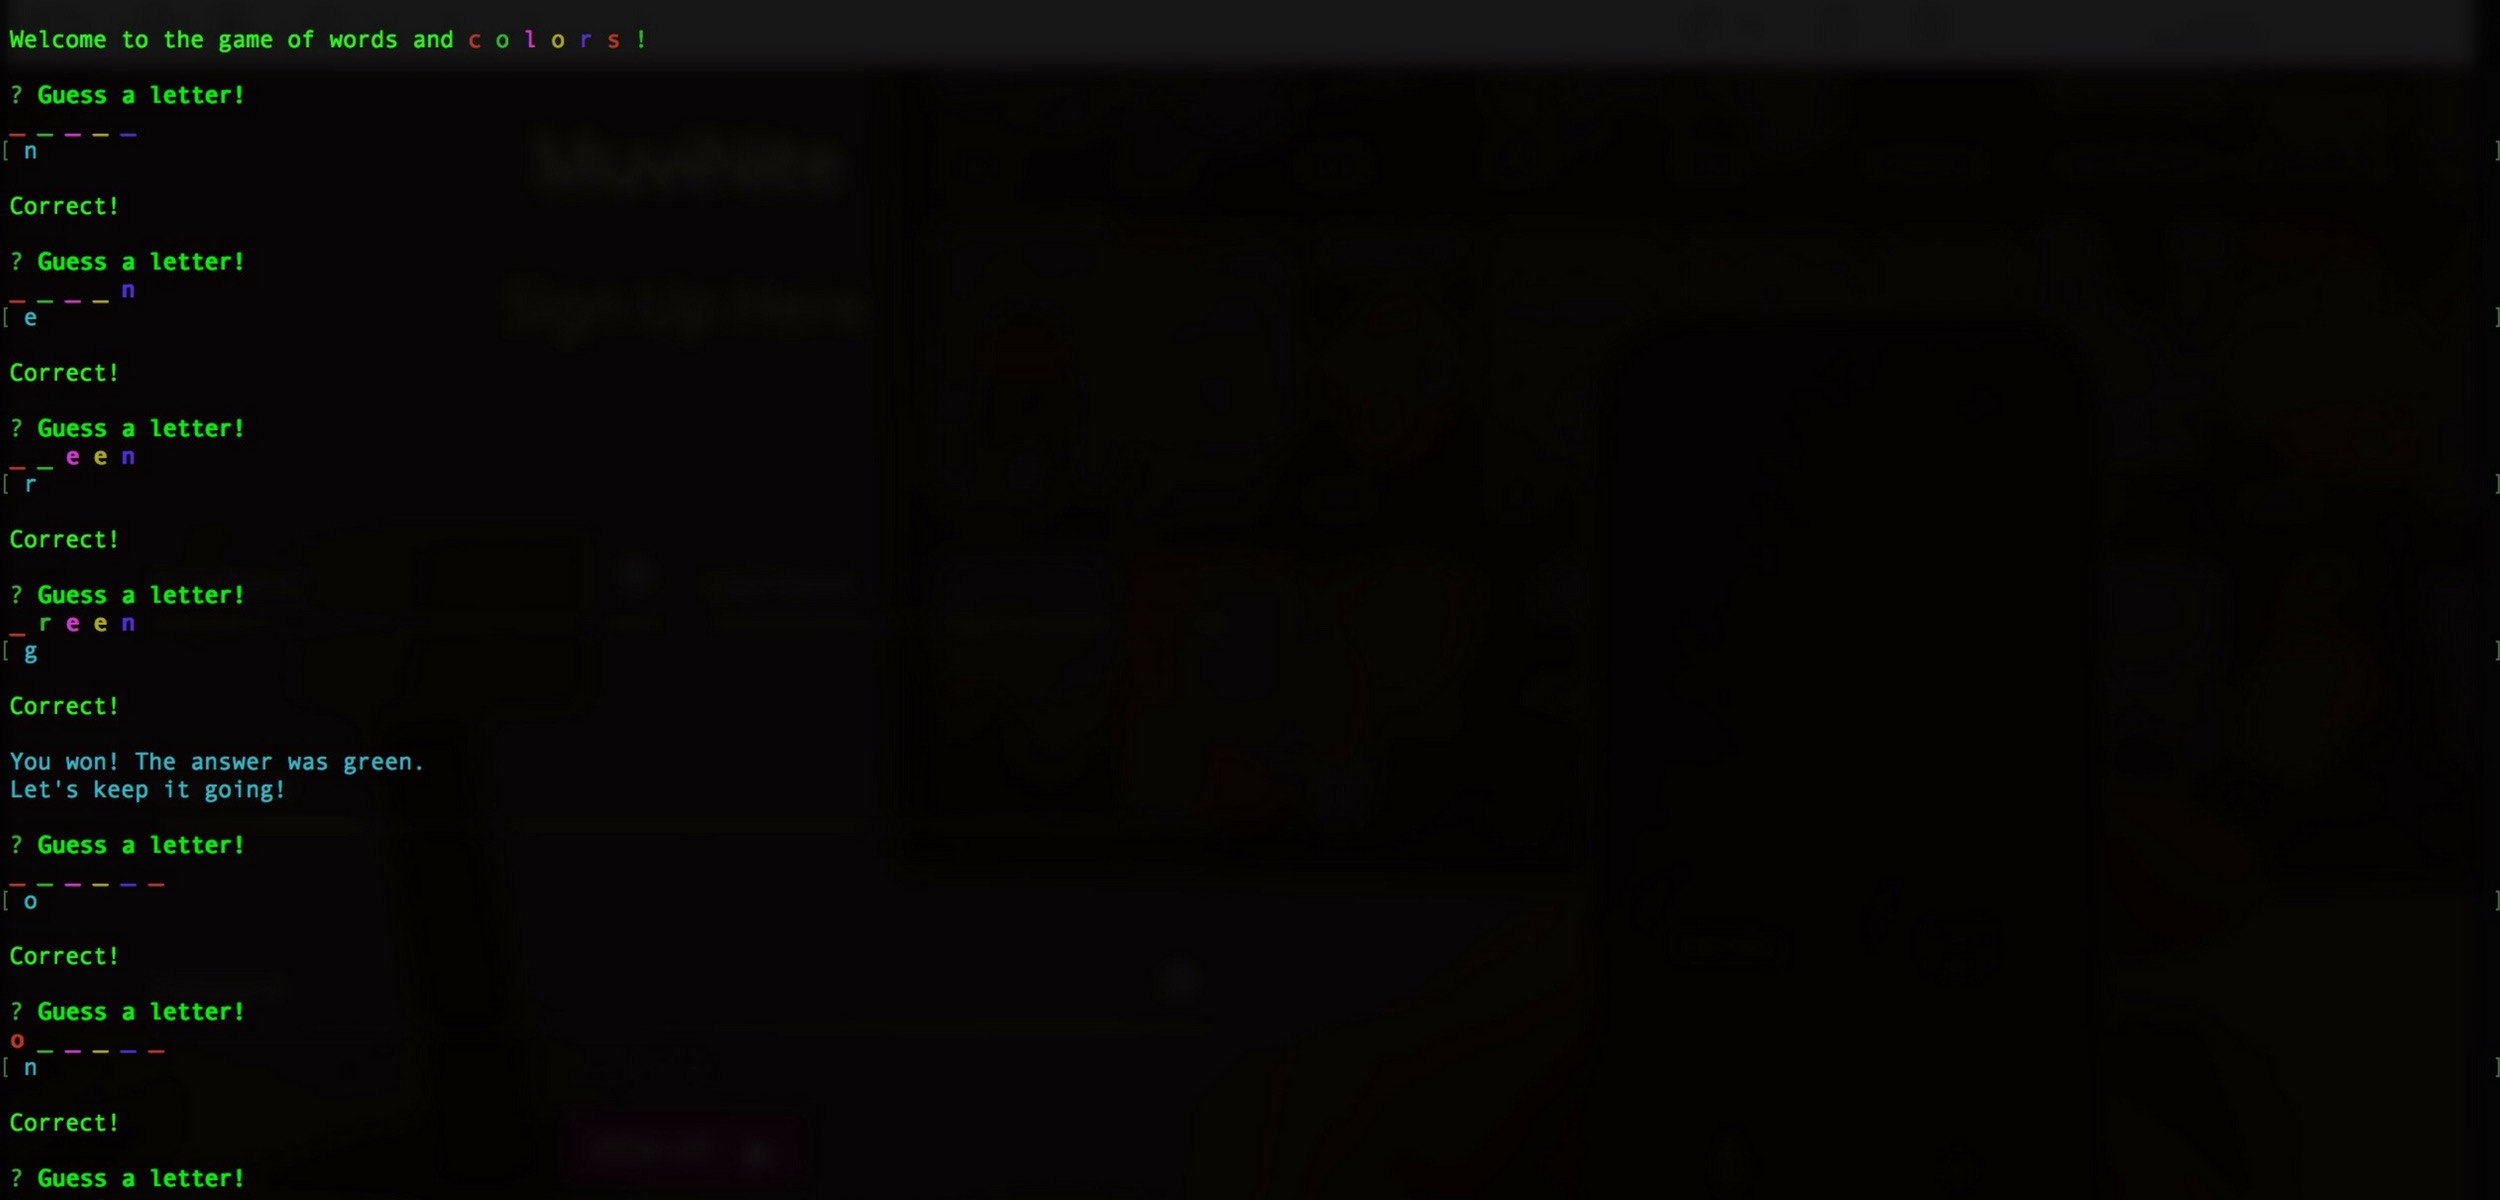 Welcome to the game of words and c o l o r s !
? Guess a letter!
_ _ _ _ _
[ n ]
Correct!
? Guess a letter!
_ _ _ _ n
[ e ]
Correct!
? Guess a letter!
_ _ e e n
[ r ]
Correct!
? Guess a letter!
_ r e e n
[ g ]
Correct!
You won! The answer was green.
Let's keep it going!
? Guess a letter!
_ _ _ _ _ _
[ o ]
Correct!
? Guess a letter!
o _ _ _ _ _
[ n ]
Correct!
? Guess a letter!